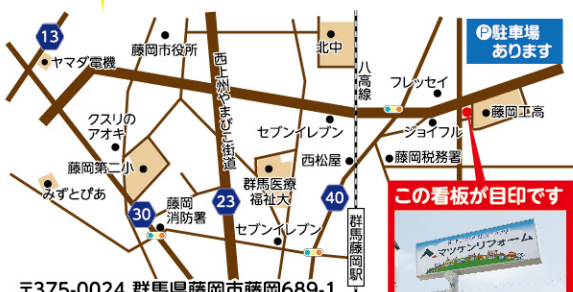 13
ヤマダ電機
藤岡市役所
西上州やまびこ街道
北中
八高線
P駐車場
あります
フレッセイ
クスリの
アオキ
セブンイレブン
ジョイフル
藤岡工高
藤岡第二小
西松屋
藤岡税務署
みずとぴあ
群馬医療
福祉大
30
藤岡
消防署
23
40
セブンイレブン
群馬藤岡駅
この看板が目印です
マツケンリフォーム
〒375-0024 群馬県藤岡市藤岡689-1